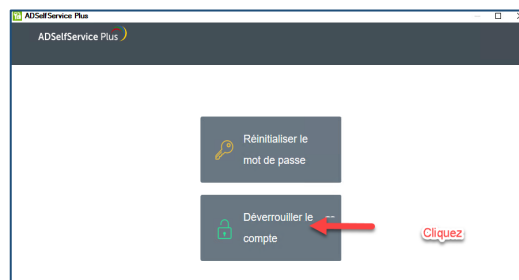 ADSelfService Plus
ADSelfService Plus
Réinitialiser le
mot de passe
Déverrouiller le
compte
Cliquez